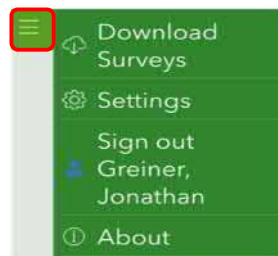 Download
Surveys
Settings
Sign out
Greiner,
Jonathan
About